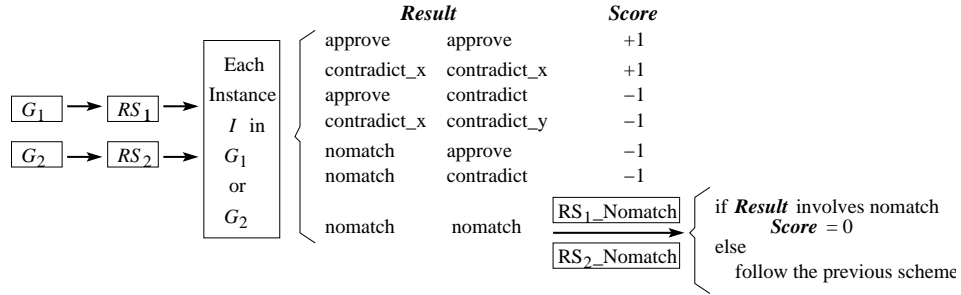 Result Score
approve approve +1
contradict_x contradict_x +1
approve contradict −1
contradict_x contradict_y −1
nomatch approve −1
nomatch contradict −1
nomatch nomatch
G1 RS1
G2 RS2
Each
Instance
I in
G1
or
G2
RS1_Nomatch
RS2_Nomatch
if Result involves nomatch
Score = 0
else
follow the previous scheme